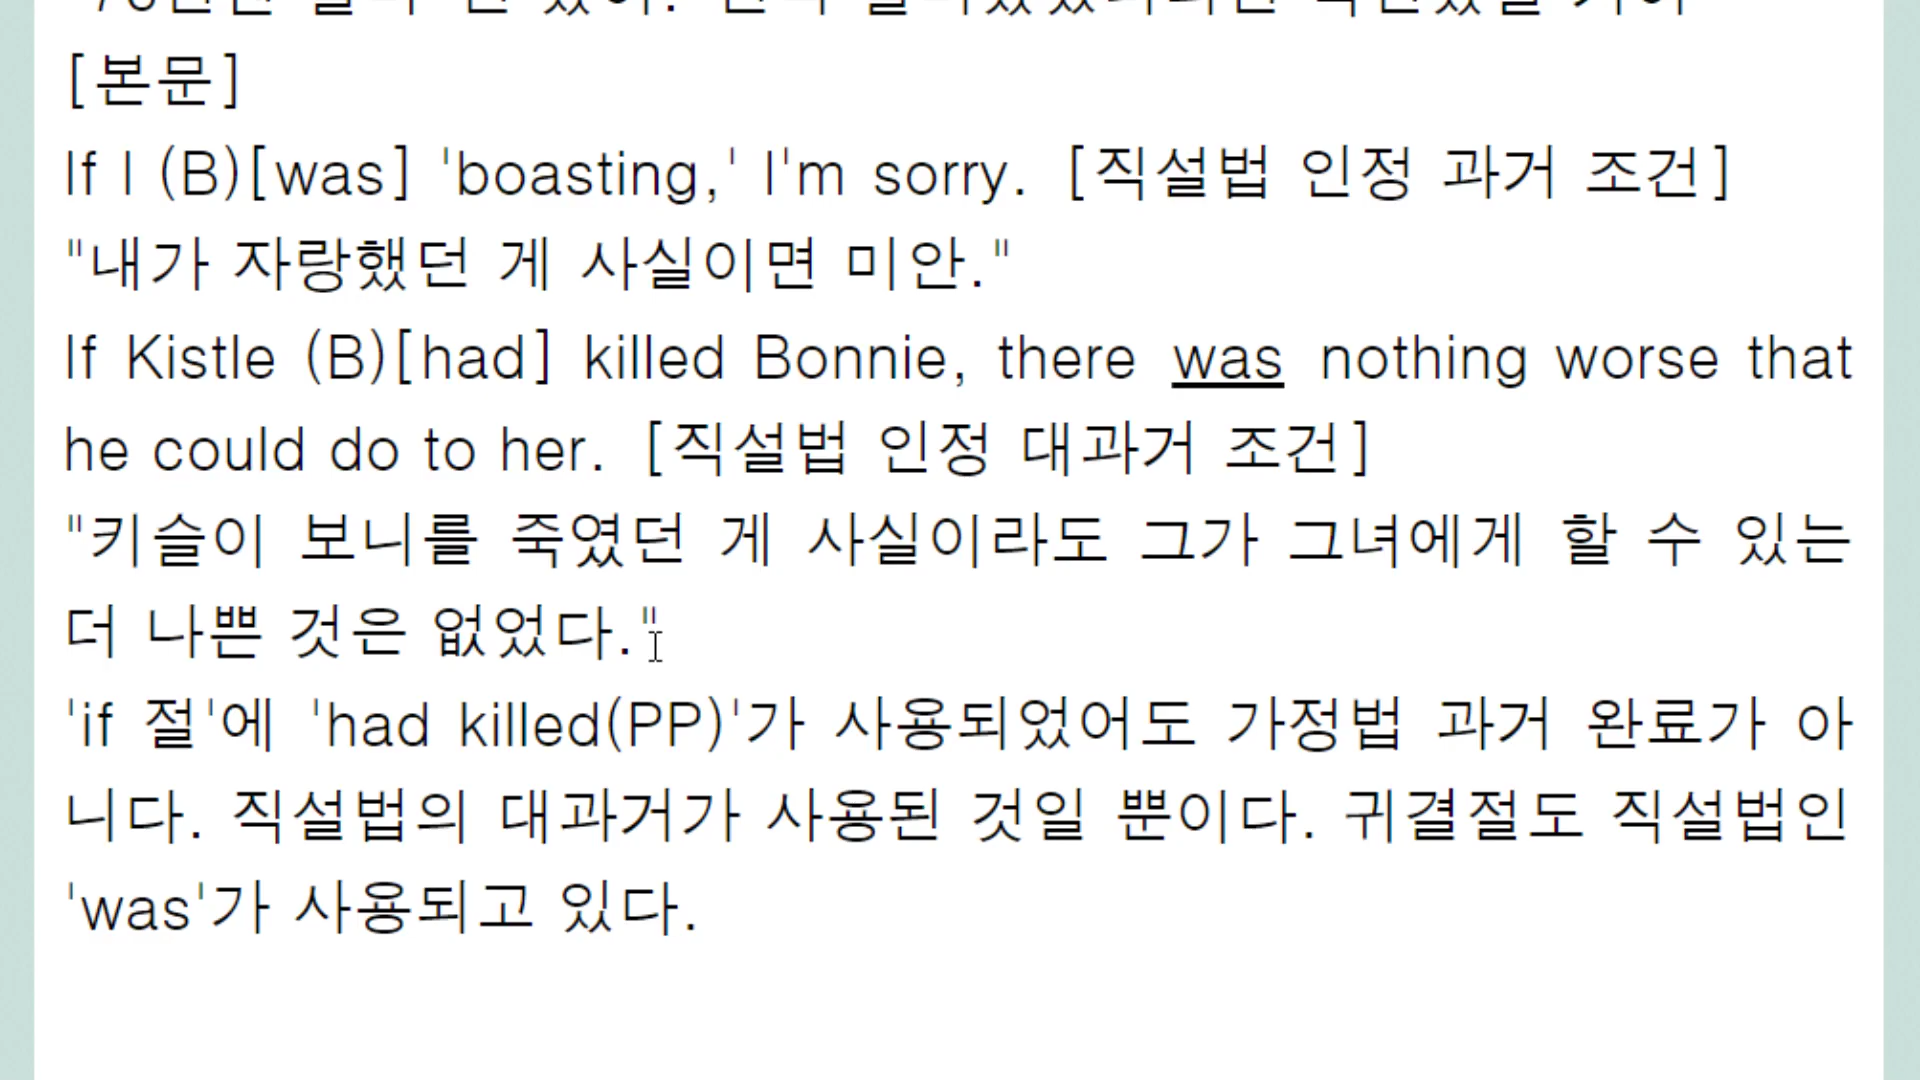 [본문]
If I (B)[was] 'boasting,' I'm sorry. [직설법 인정 과거 조건]
"내가 자랑했던 게 사실이면 미안."
If Kistle (B)[had] killed Bonnie, there was nothing worse that
he could do to her. [직설법 인정 대과거 조건]
"키슬이 보니를 죽였던 게 사실이라도 그가 그녀에게 할 수 있는
더 나쁜 것은 없었다."
'if 절'에 'had killed(PP)'가 사용되었어도 가정법 과거 완료가 아
니다. 직설법의 대과거가 사용된 것일 뿐이다. 귀결절도 직설법인
'was'가 사용되고 있다.